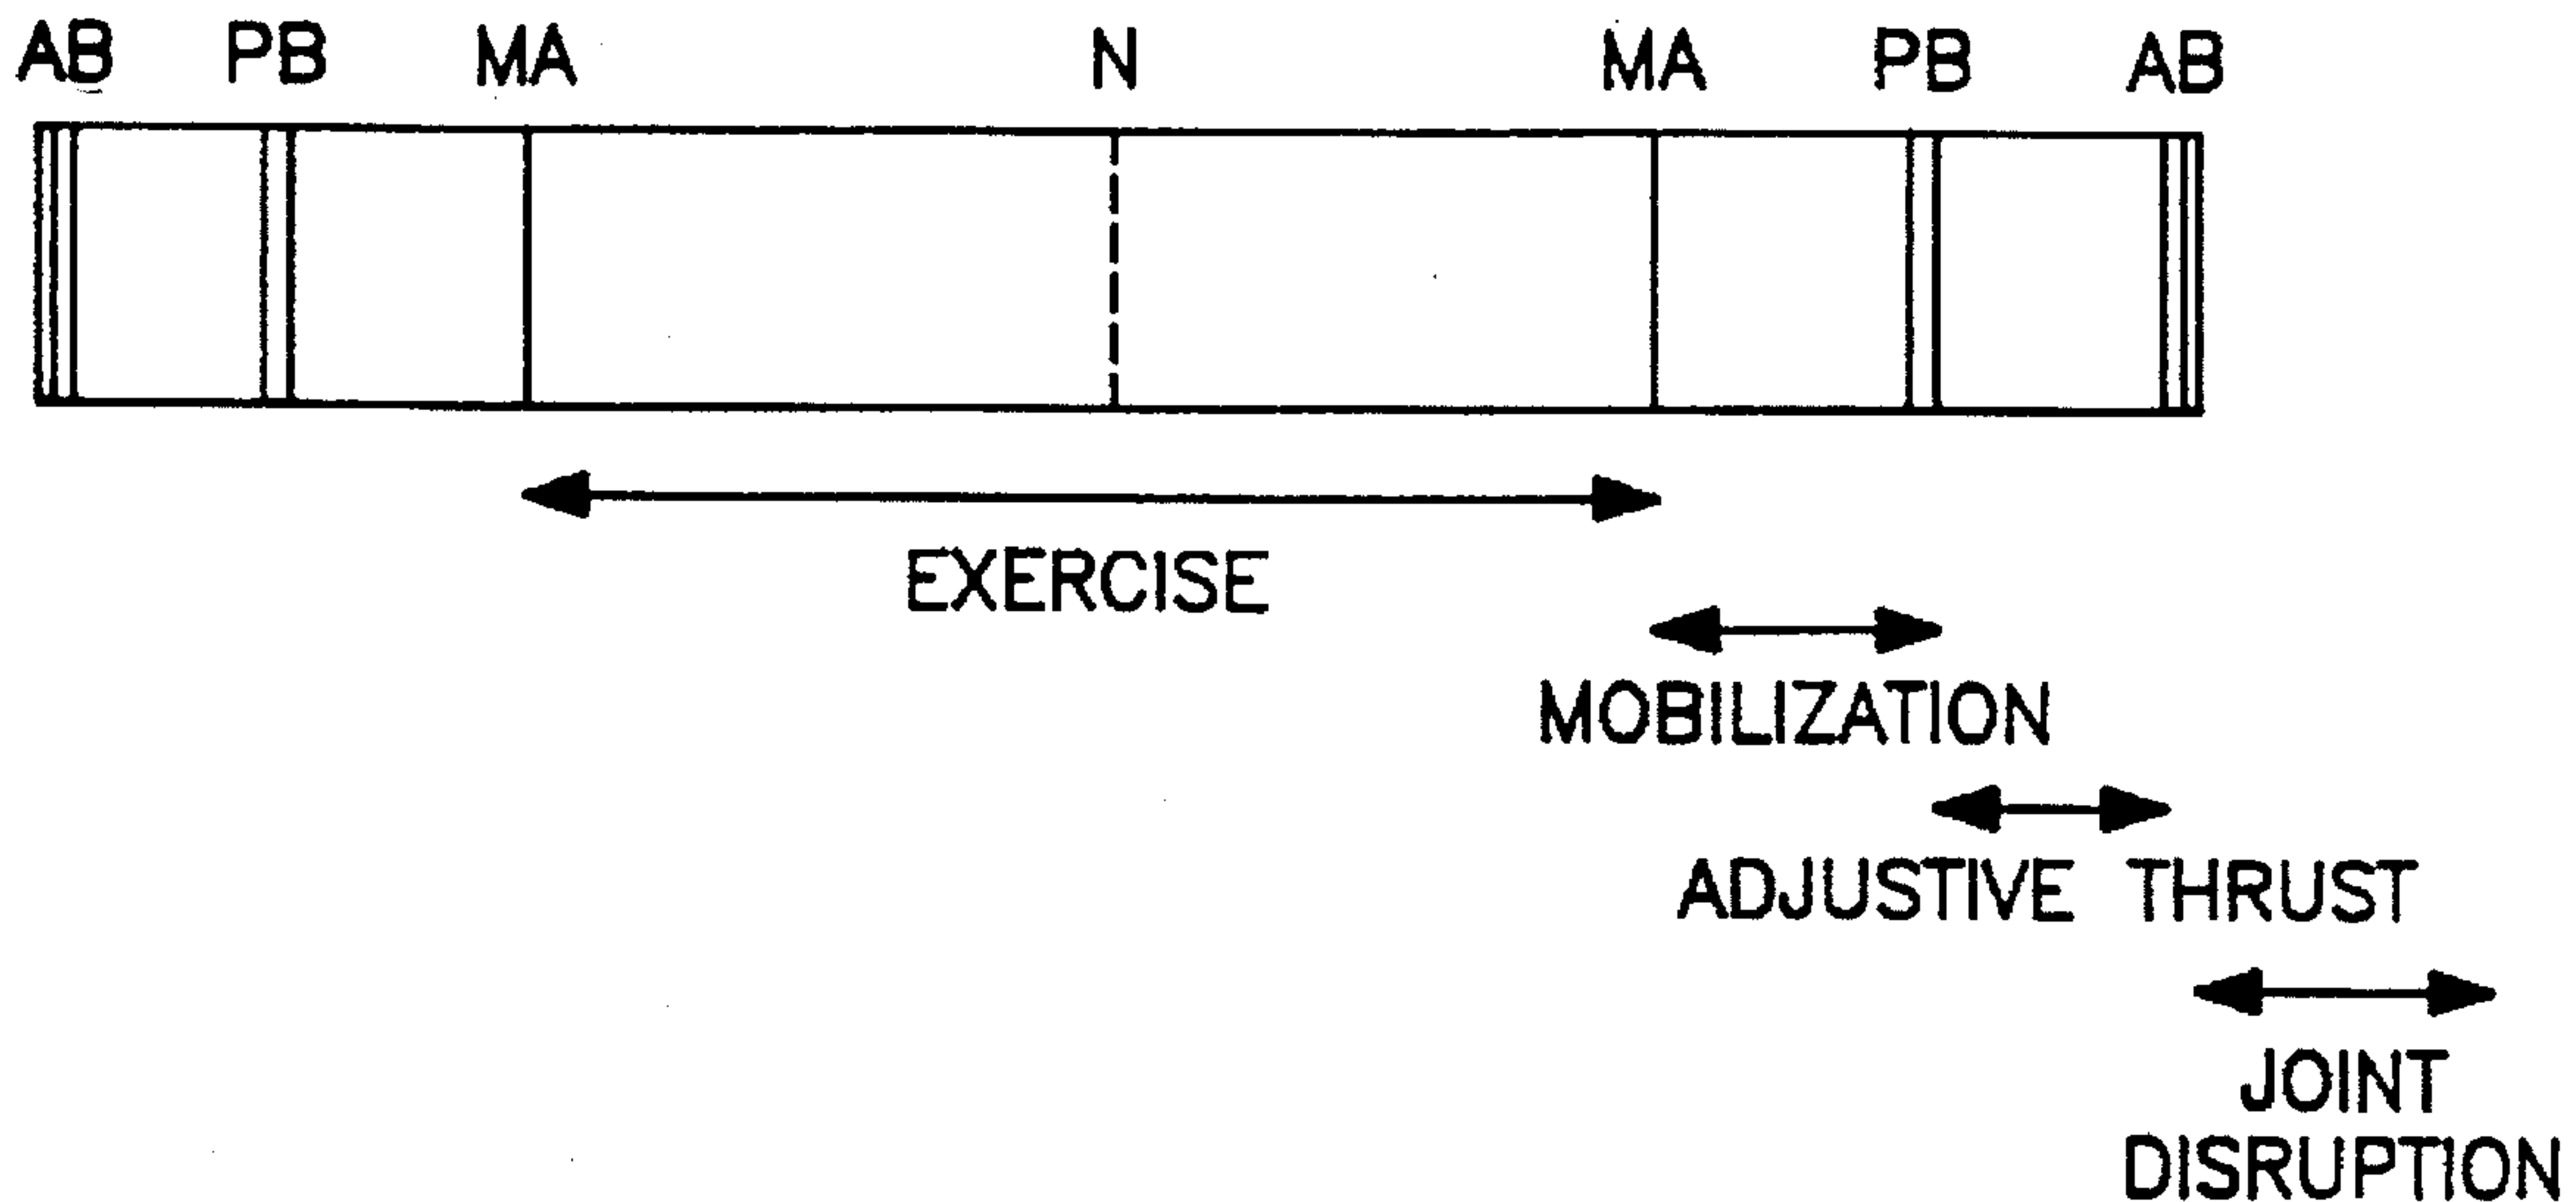 AB PB MA N MA PB AB
EXERCISE
MOBILIZATION
ADJUSTIVE THRUST
JOINT
DISRUPTION